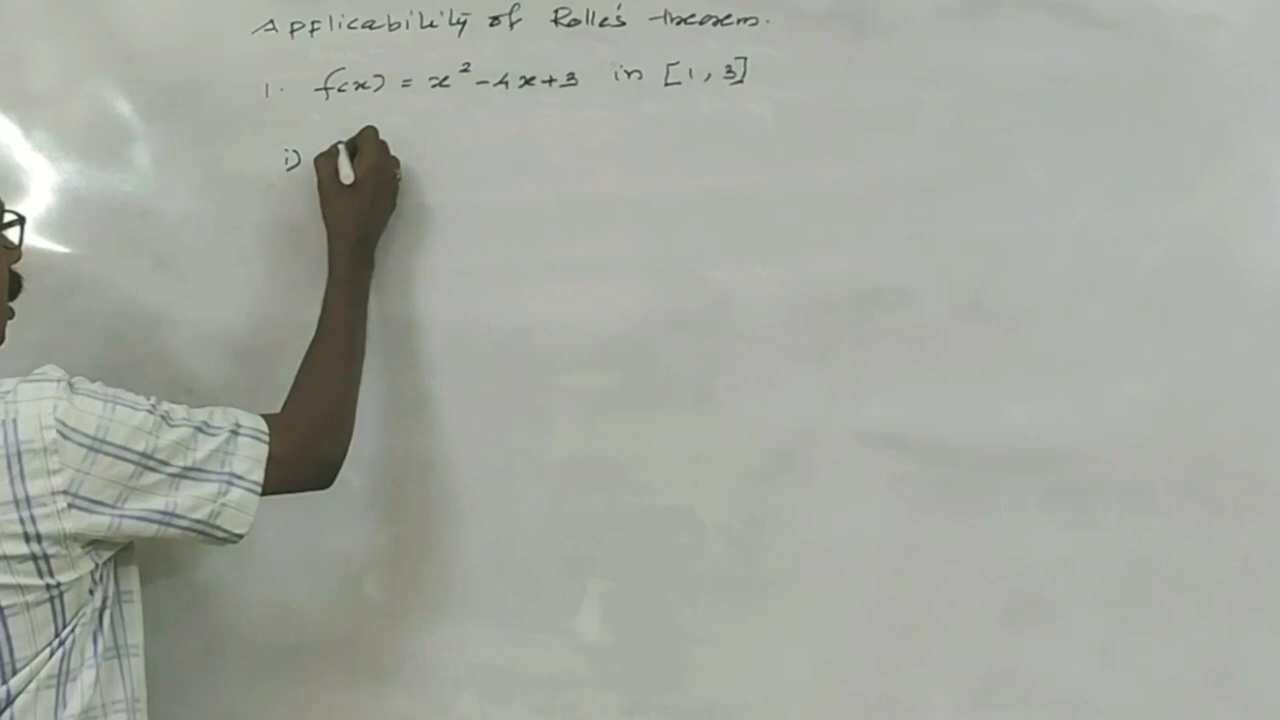 Applicability of Rolle's theorem.
1. f(x) = x² - 4x + 3 in [1, 3]
i)